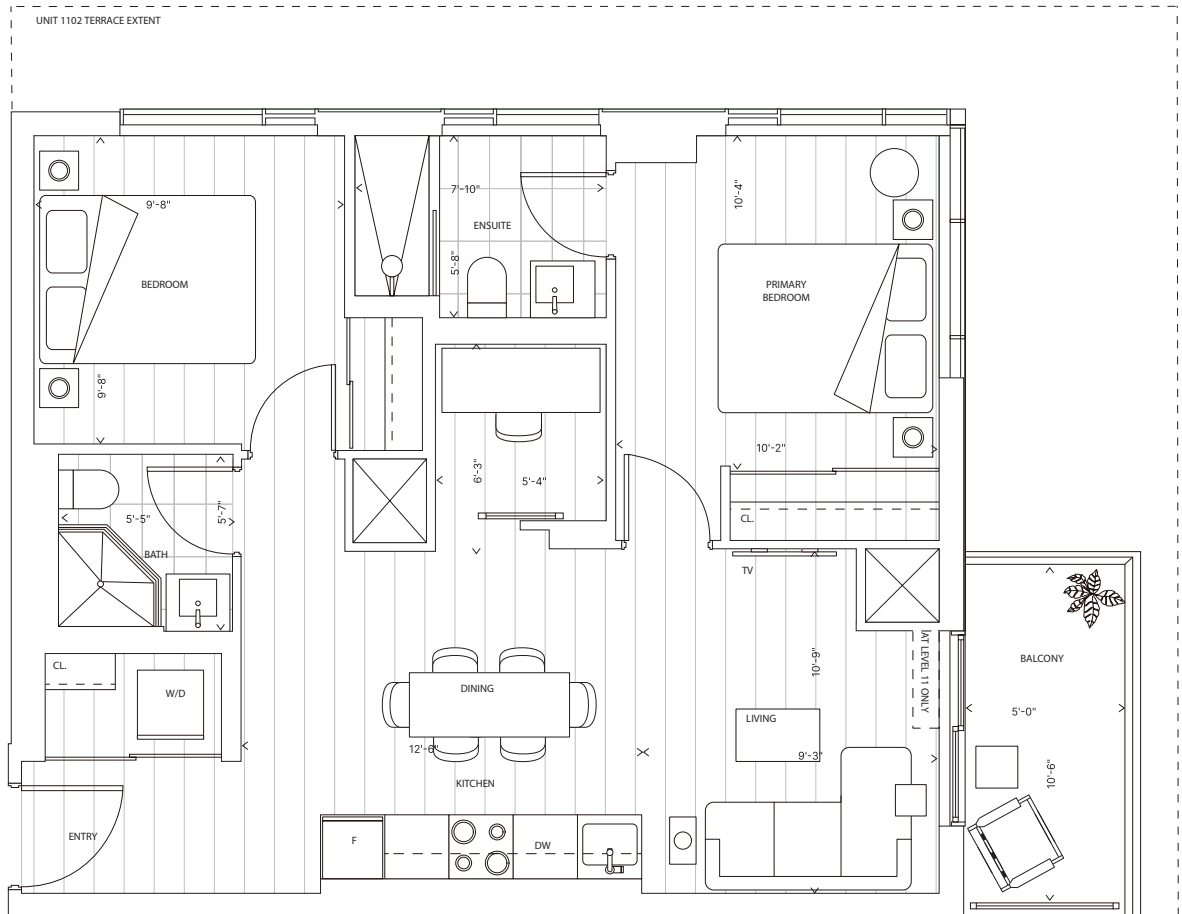 UNIT 1102 TERRACE EXTENT
7'-10"
10'-4"
9'-8"
ENSUITE
5'-8"
BEDROOM
PRIMARY
BEDROOM
9'-8"
10'-2"
6'-3"
5'-4"
5'-7"
5'-5"
CL.
BATH
TV
AT LEVEL 11 ONLY
10'-9"
BALCONY
CL.
W/D
DINING
5'-0"
LIVING
12'-6"
9'-3"
10'-6"
KITCHEN
ENTRY
F
DW